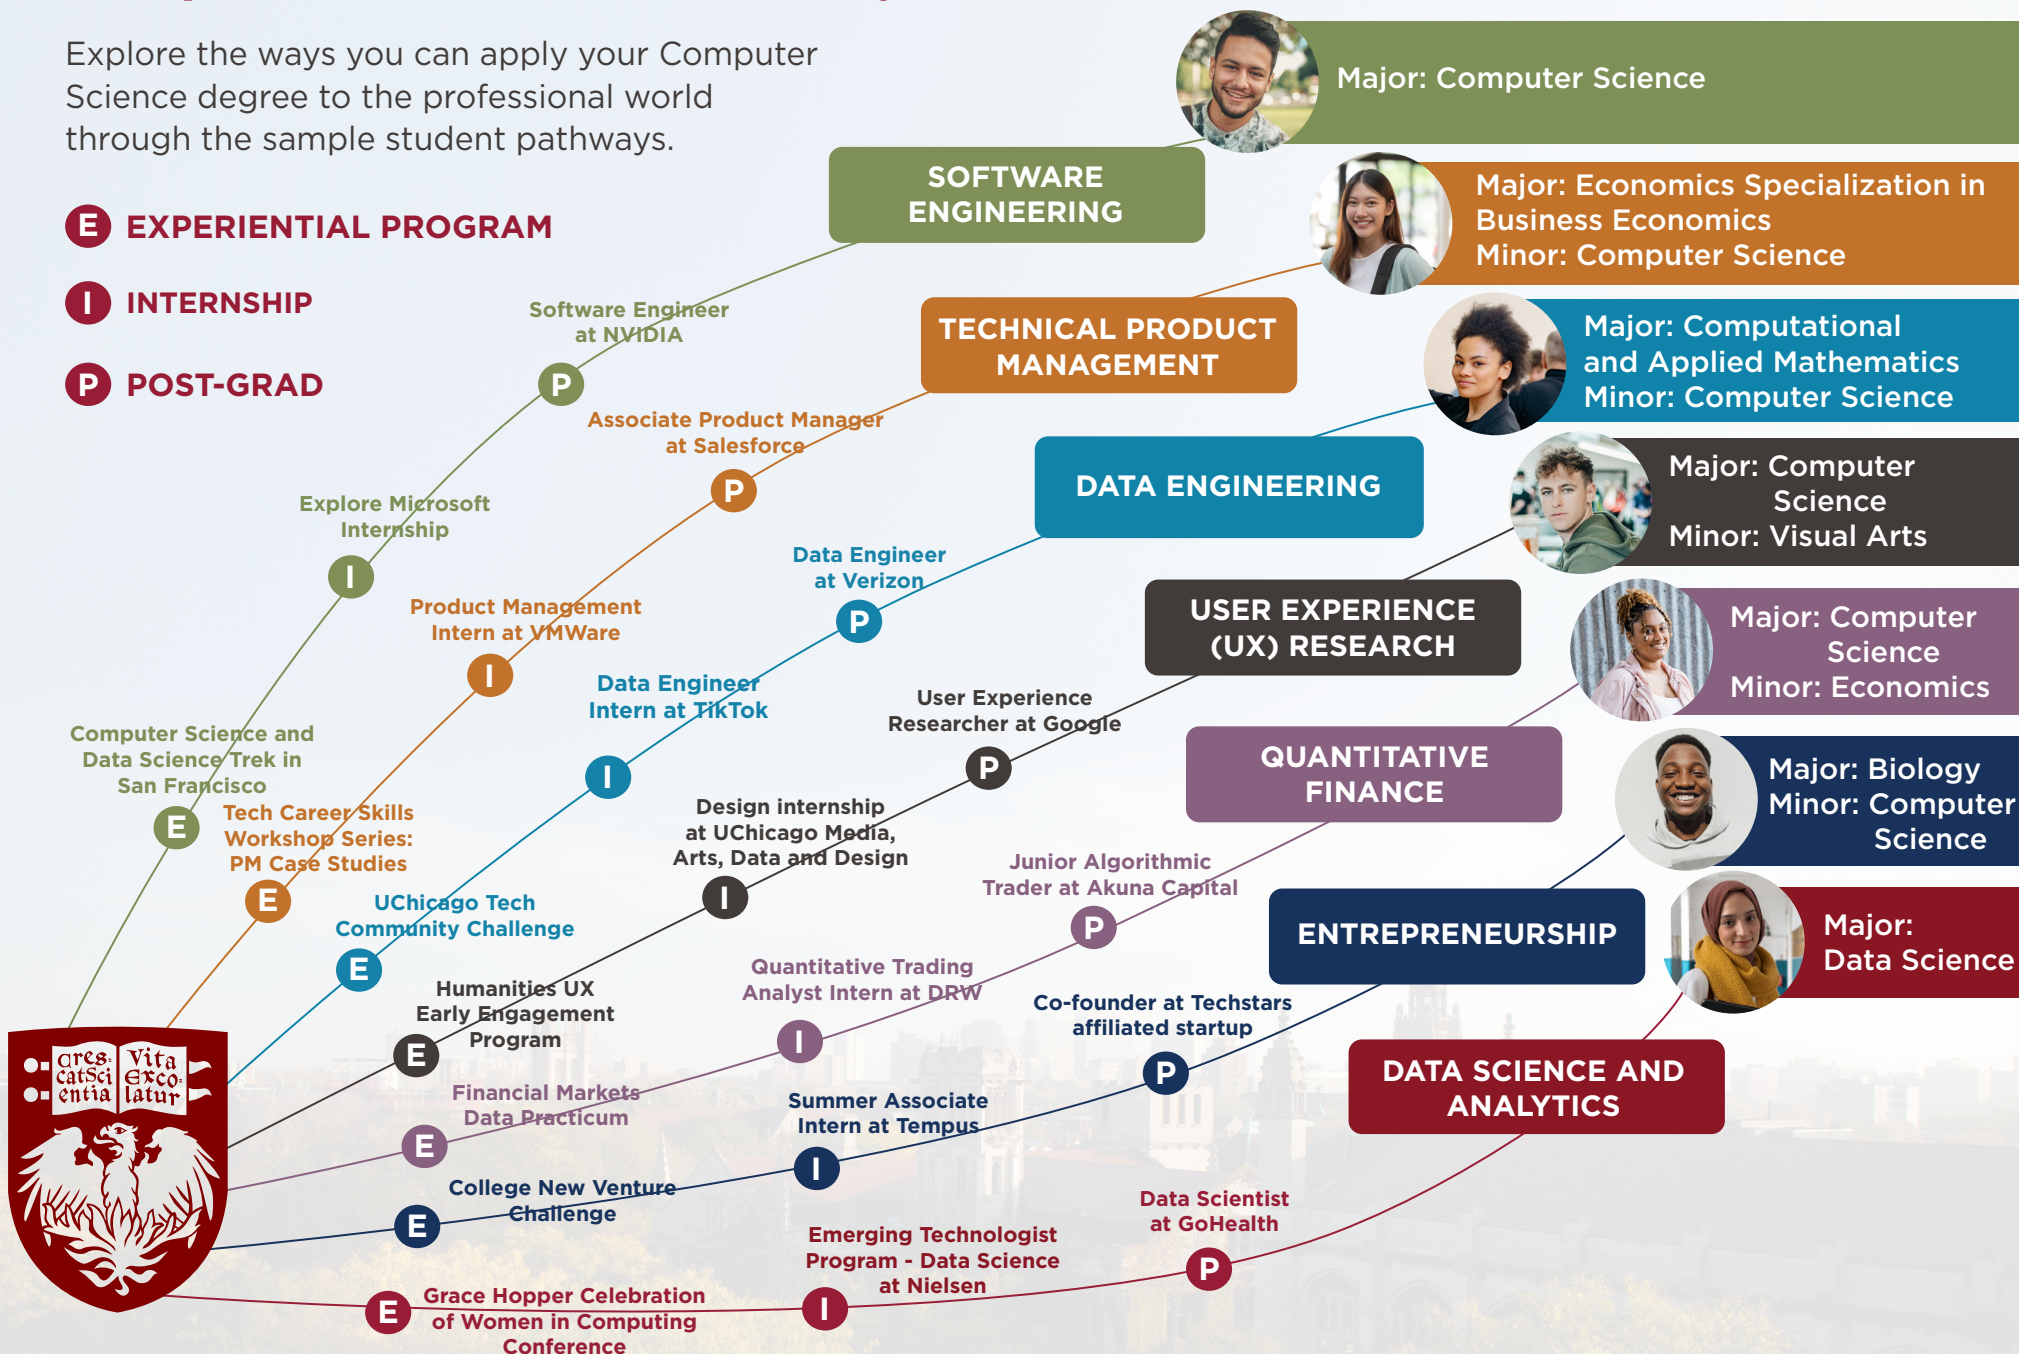 Explore the ways you can apply your Computer
Science degree to the professional world
through the sample student pathways.
E EXPERIENTIAL PROGRAM
I INTERNSHIP
P POST-GRAD
Major: Computer Science
SOFTWARE
ENGINEERING
Software Engineer
at NVIDIA
P
Explore Microsoft
Internship
I
Computer Science and
Data Science Trek in
San Francisco
E
Major: Economics Specialization in
Business Economics
Minor: Computer Science
TECHNICAL PRODUCT
MANAGEMENT
Associate Product Manager
at Salesforce
P
Product Management
Intern at VMWare
I
Tech Career Skills
Workshop Series:
PM Case Studies
E
Major: Computational
and Applied Mathematics
Minor: Computer Science
DATA ENGINEERING
Data Engineer
at Verizon
P
Data Engineer
Intern at TikTok
I
UChicago Tech
Community Challenge
E
Major: Computer
Science
Minor: Visual Arts
USER EXPERIENCE
(UX) RESEARCH
User Experience
Researcher at Google
P
Design internship
at UChicago Media,
Arts, Data and Design
I
Humanities UX
Early Engagement
Program
E
Major: Computer
Science
Minor: Economics
QUANTITATIVE
FINANCE
Junior Algorithmic
Trader at Akuna Capital
P
Quantitative Trading
Analyst Intern at DRW
I
Financial Markets
Data Practicum
E
Major: Biology
Minor: Computer
Science
ENTREPRENEURSHIP
Co-founder at Techstars
affiliated startup
P
Summer Associate
Intern at Tempus
I
College New Venture
Challenge
E
Major:
Data Science
DATA SCIENCE AND
ANALYTICS
Data Scientist
at GoHealth
P
Emerging Technologist
Program - Data Science
at Nielsen
I
Grace Hopper Celebration
of Women in Computing
Conference
E
Cres-
catSci
entia
Vita
Exco-
latur